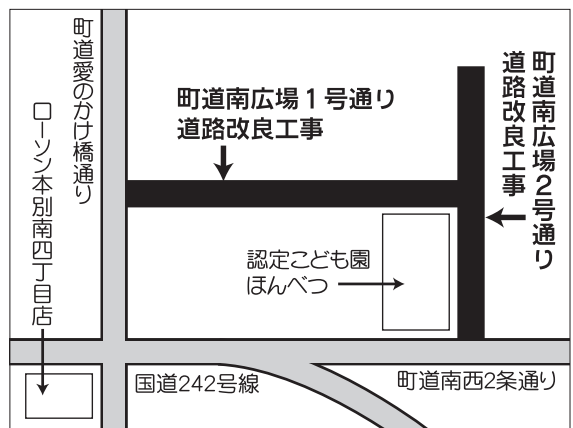 町道愛のかけ橋通り
ローソン本別南四丁目店
町道南広場1号通り
道路改良工事
町道南広場2号通り
道路改良工事
認定こども園
ほんべつ
国道242号線
町道南西2条通り